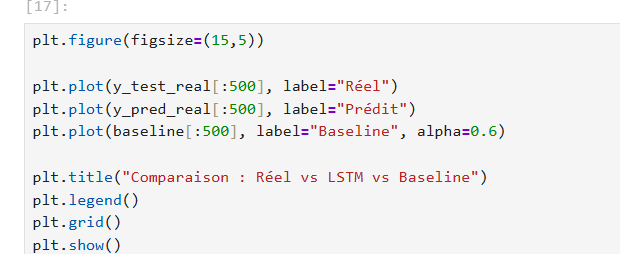 [17]:
plt.figure(figsize=(15,5))
plt.plot(y_test_real[:500], label="Réel")
plt.plot(y_pred_real[:500], label="Prédit")
plt.plot(baseline[:500], label="Baseline", alpha=0.6)
plt.title("Comparaison : Réel vs LSTM vs Baseline")
plt.legend()
plt.grid()
plt.show()